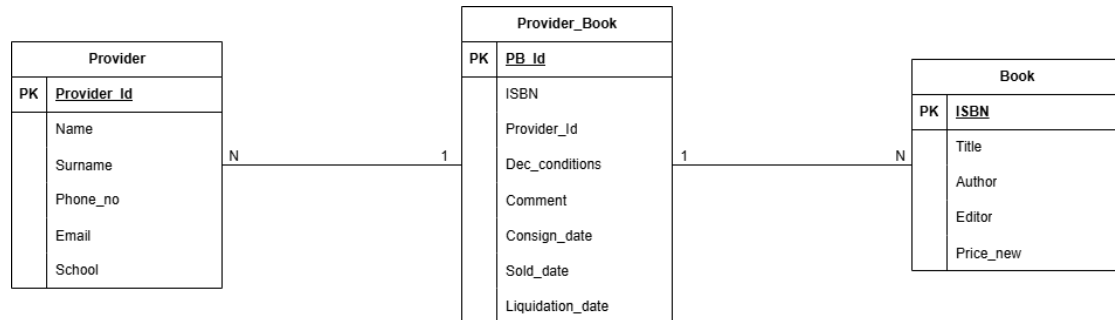 Provider
PK Provider_Id
Name
Surname
Phone_no
Email
School
N
1
Provider_Book
PK PB_Id
ISBN
Provider_Id
Dec_conditions
Comment
Consign_date
Sold_date
Liquidation_date
1
N
Book
PK ISBN
Title
Author
Editor
Price_new